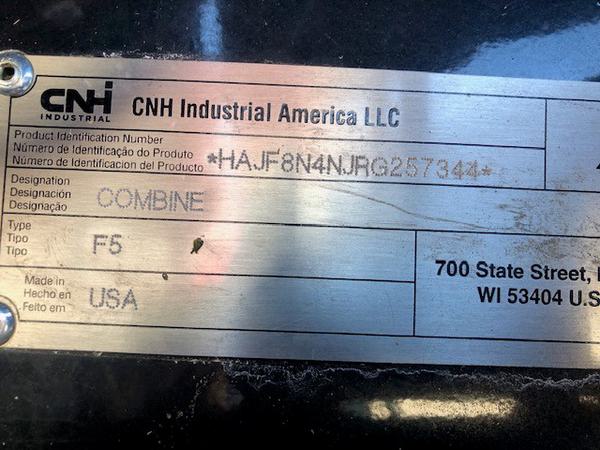 CNH
INDUSTRIAL
CNH Industrial America LLC
Product Identification Number
Número de Identificação do Produto
Número de Identificacion del Producto
*HAJF8N4NJRG257344*
Designation
Designación
Designação
COMBINE
Type
Tipo
Tipo
F5
Made in
Hecho en
Feito em
USA
700 State Street,
WI 53404 U.S